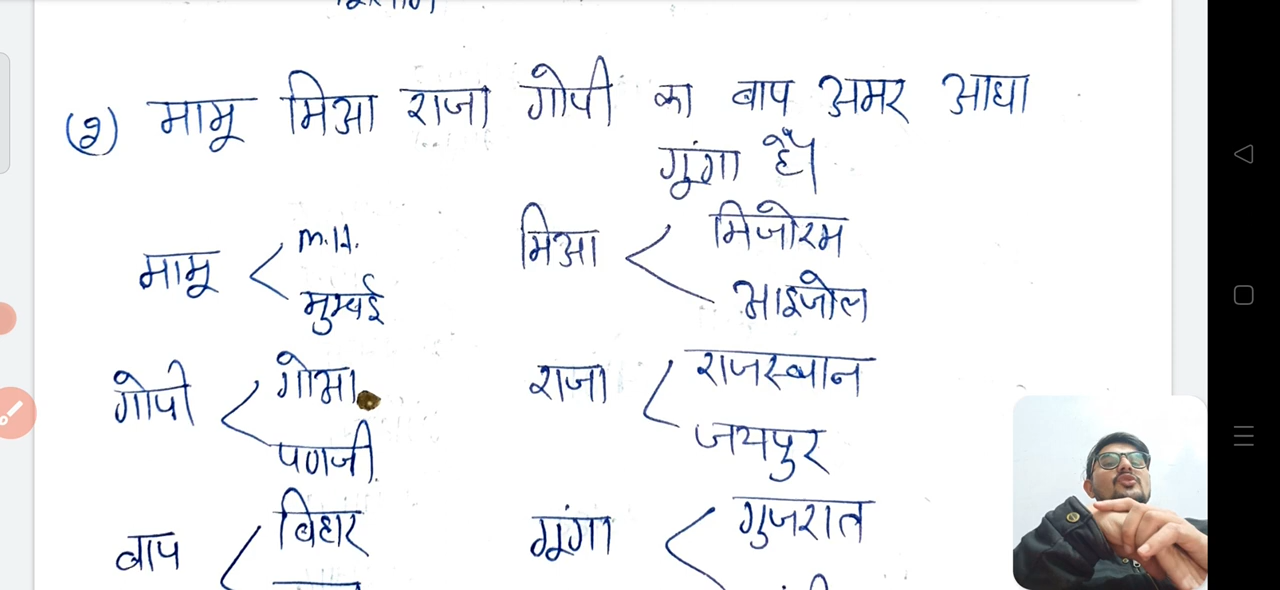 (2) मामू मिआ राजा गोपी का बाप अमर आधा
गूंगा है।
मामू < M.H.
मुम्बई
मिआ < मिजोरम
आइजोल
गोपी < गोआ
पणजी
राजा < राजस्थान
जयपुर
बाप < बिहार
गूंगा < गुजरात